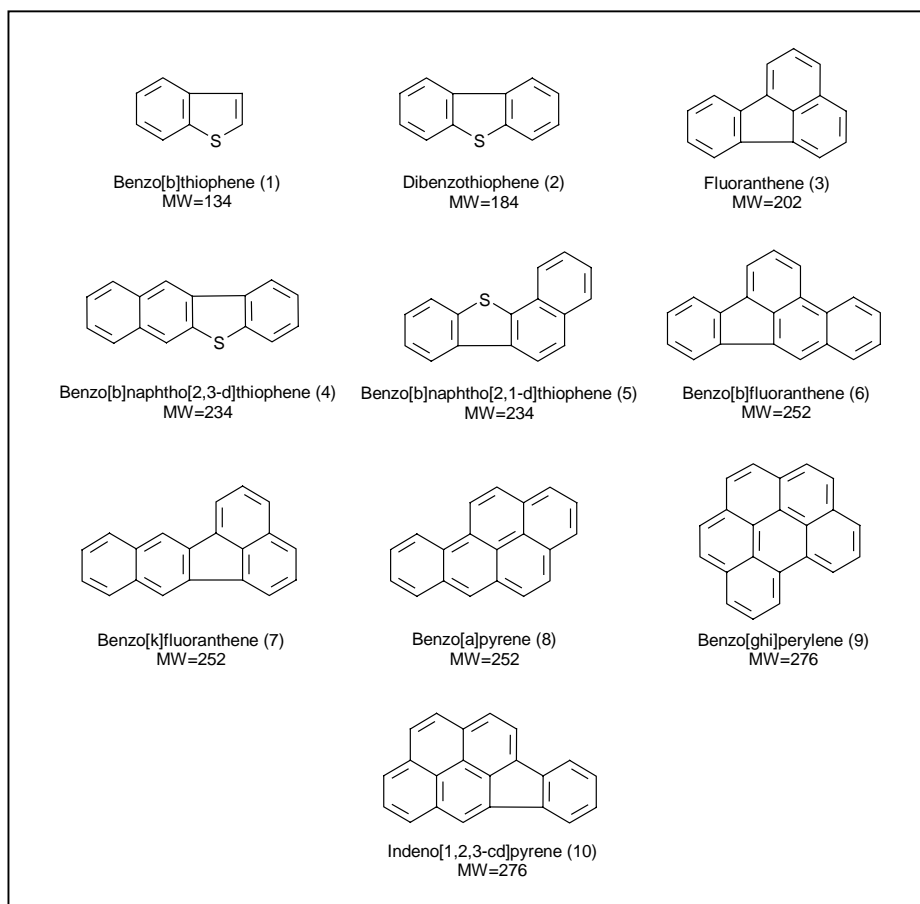 S
Benzo[b]thiophene (1)
MW=134
S
Dibenzothiophene (2)
MW=184
Fluoranthene (3)
MW=202
S
Benzo[b]naphtho[2,3-d]thiophene (4)
MW=234
S
Benzo[b]naphtho[2,1-d]thiophene (5)
MW=234
Benzo[b]fluoranthene (6)
MW=252
Benzo[k]fluoranthene (7)
MW=252
Benzo[a]pyrene (8)
MW=252
Benzo[ghi]perylene (9)
MW=276
Indeno[1,2,3-cd]pyrene (10)
MW=276